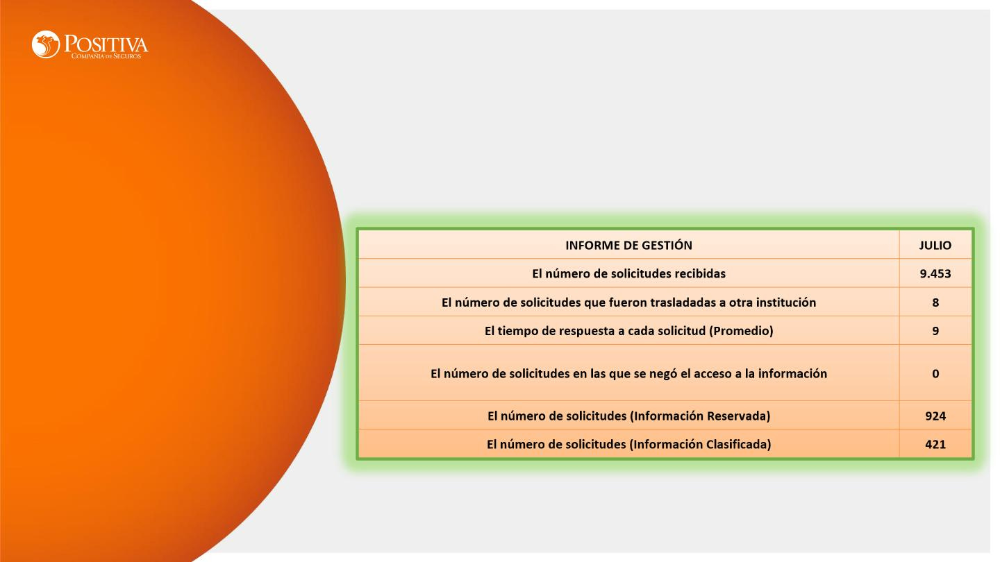 POSITIVA
COMPAÑIA DE SEGUROS
INFORME DE GESTIÓN JULIO
El número de solicitudes recibidas 9.453
El número de solicitudes que fueron trasladadas a otra institución 8
El tiempo de respuesta a cada solicitud (Promedio) 9
El número de solicitudes en las que se negó el acceso a la información 0
El número de solicitudes (Información Reservada) 924
El número de solicitudes (Información Clasificada) 421